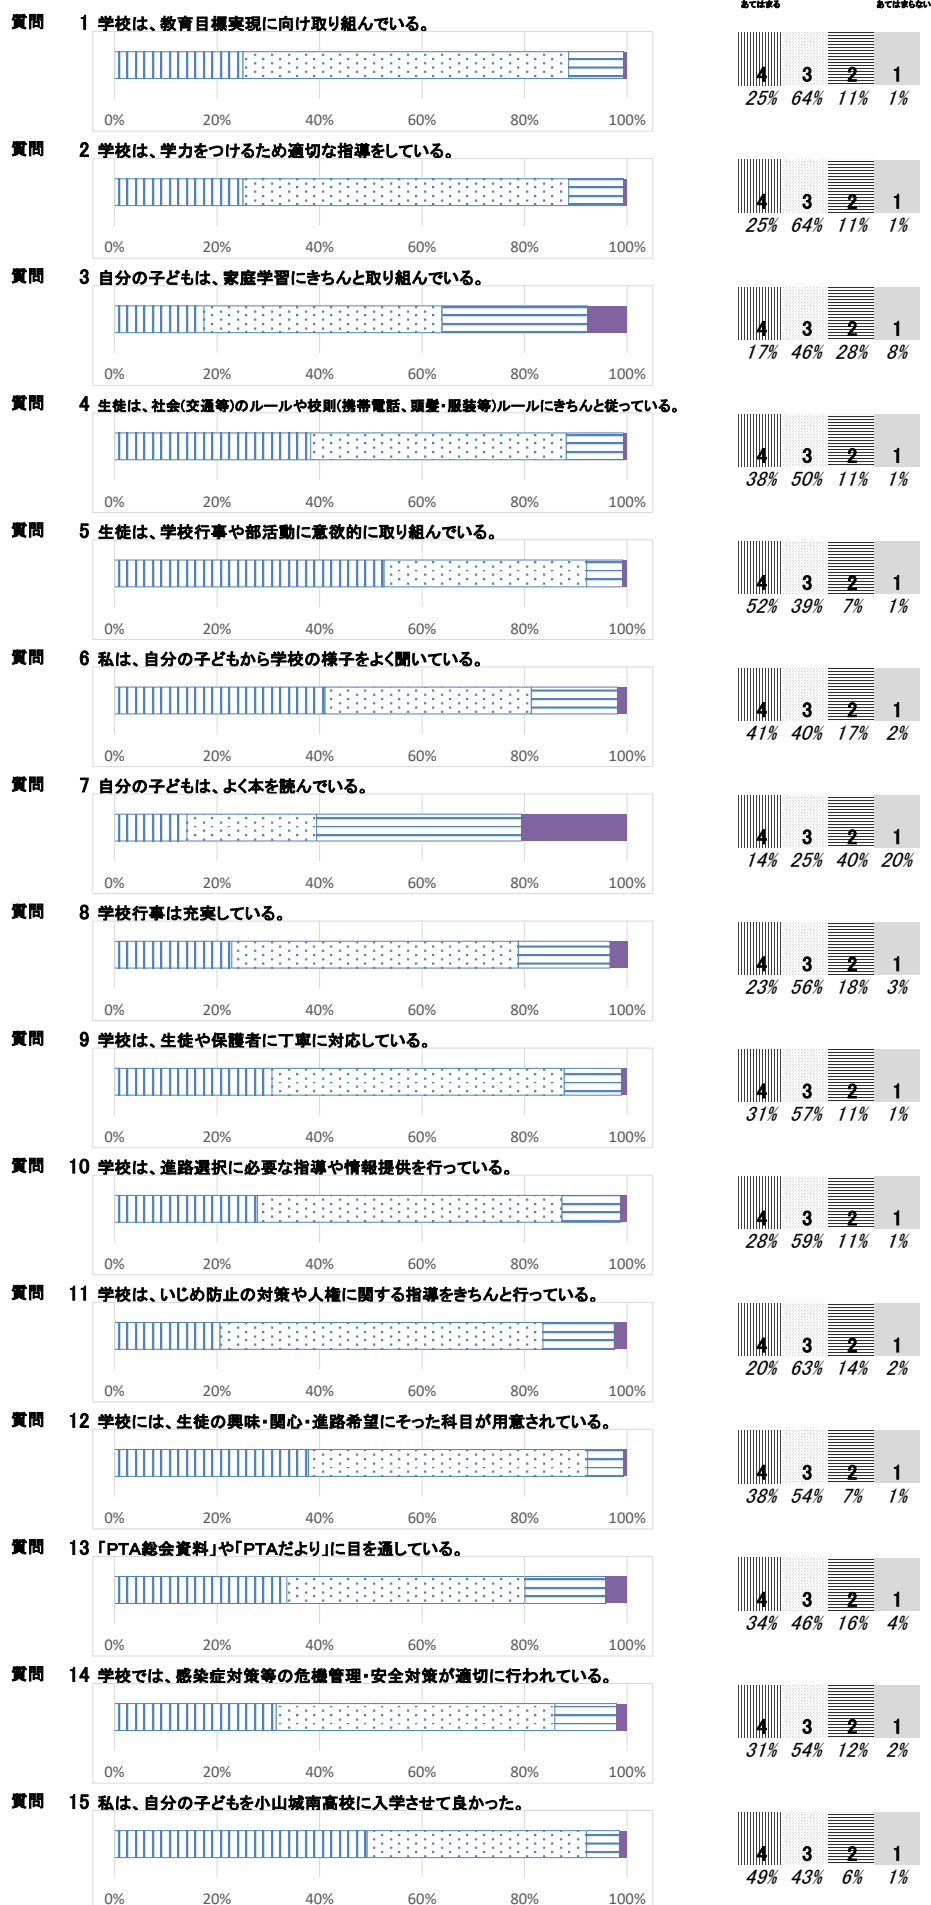 あてはまる あてはまらない
質問 1 学校は、教育目標実現に向け取り組んでいる。
4 3 2 1
25% 64% 11% 1%
0% 20% 40% 60% 80% 100%
質問 2 学校は、学力をつけるため適切な指導をしている。
4 3 2 1
25% 64% 11% 1%
0% 20% 40% 60% 80% 100%
質問 3 自分の子どもは、家庭学習にきちんと取り組んでいる。
4 3 2 1
17% 46% 28% 8%
0% 20% 40% 60% 80% 100%
質問 4 生徒は、社会(交通等)のルールや校則(携帯電話、頭髪・服装等)ルールにきちんと従っている。
4 3 2 1
38% 50% 11% 1%
0% 20% 40% 60% 80% 100%
質問 5 生徒は、学校行事や部活動に意欲的に取り組んでいる。
4 3 2 1
52% 39% 7% 1%
0% 20% 40% 60% 80% 100%
質問 6 私は、自分の子どもから学校の様子をよく聞いている。
4 3 2 1
41% 40% 17% 2%
0% 20% 40% 60% 80% 100%
質問 7 自分の子どもは、よく本を読んでいる。
4 3 2 1
14% 25% 40% 20%
0% 20% 40% 60% 80% 100%
質問 8 学校行事は充実している。
4 3 2 1
23% 56% 18% 3%
0% 20% 40% 60% 80% 100%
質問 9 学校は、生徒や保護者に丁寧に対応している。
4 3 2 1
31% 57% 11% 1%
0% 20% 40% 60% 80% 100%
質問 10 学校は、進路選択に必要な指導や情報提供を行っている。
4 3 2 1
28% 59% 11% 1%
0% 20% 40% 60% 80% 100%
質問 11 学校は、いじめ防止の対策や人権に関する指導をきちんと行っている。
4 3 2 1
20% 63% 14% 2%
0% 20% 40% 60% 80% 100%
質問 12 学校には、生徒の興味・関心・進路希望にそった科目が用意されている。
4 3 2 1
38% 54% 7% 1%
0% 20% 40% 60% 80% 100%
質問 13 「PTA総会資料」や「PTAだより」に目を通している。
4 3 2 1
34% 46% 16% 4%
0% 20% 40% 60% 80% 100%
質問 14 学校では、感染症対策等の危機管理・安全対策が適切に行われている。
4 3 2 1
31% 54% 12% 2%
0% 20% 40% 60% 80% 100%
質問 15 私は、自分の子どもを小山城南高校に入学させて良かった。
4 3 2 1
49% 43% 6% 1%
0% 20% 40% 60% 80% 100%